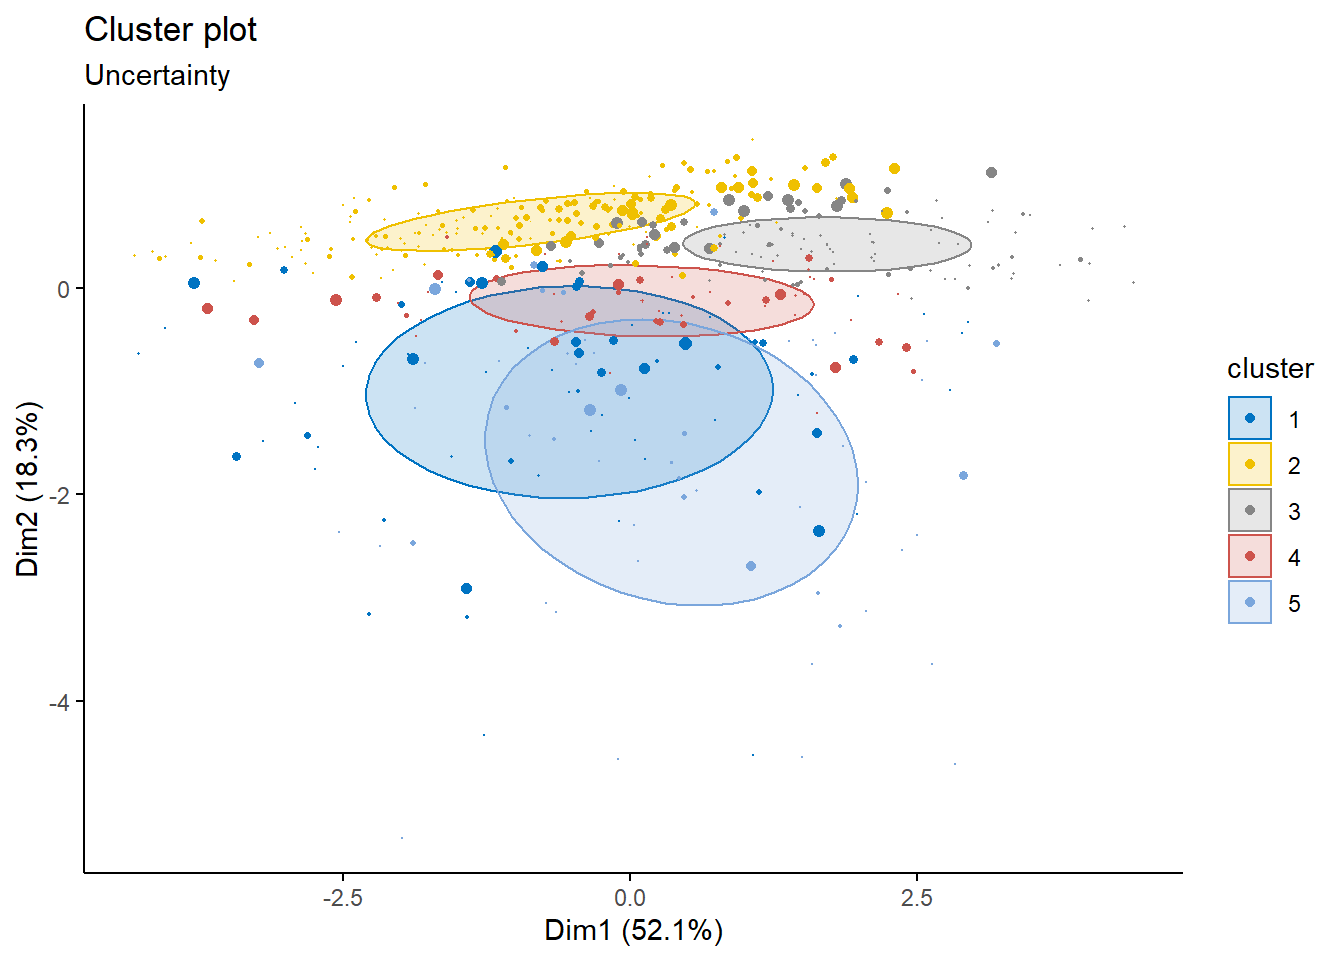 Cluster plot
Uncertainty
0
-2
-4
Dim2 (18.3%)
-2.5
0.0
2.5
Dim1 (52.1%)
cluster
1
2
3
4
5